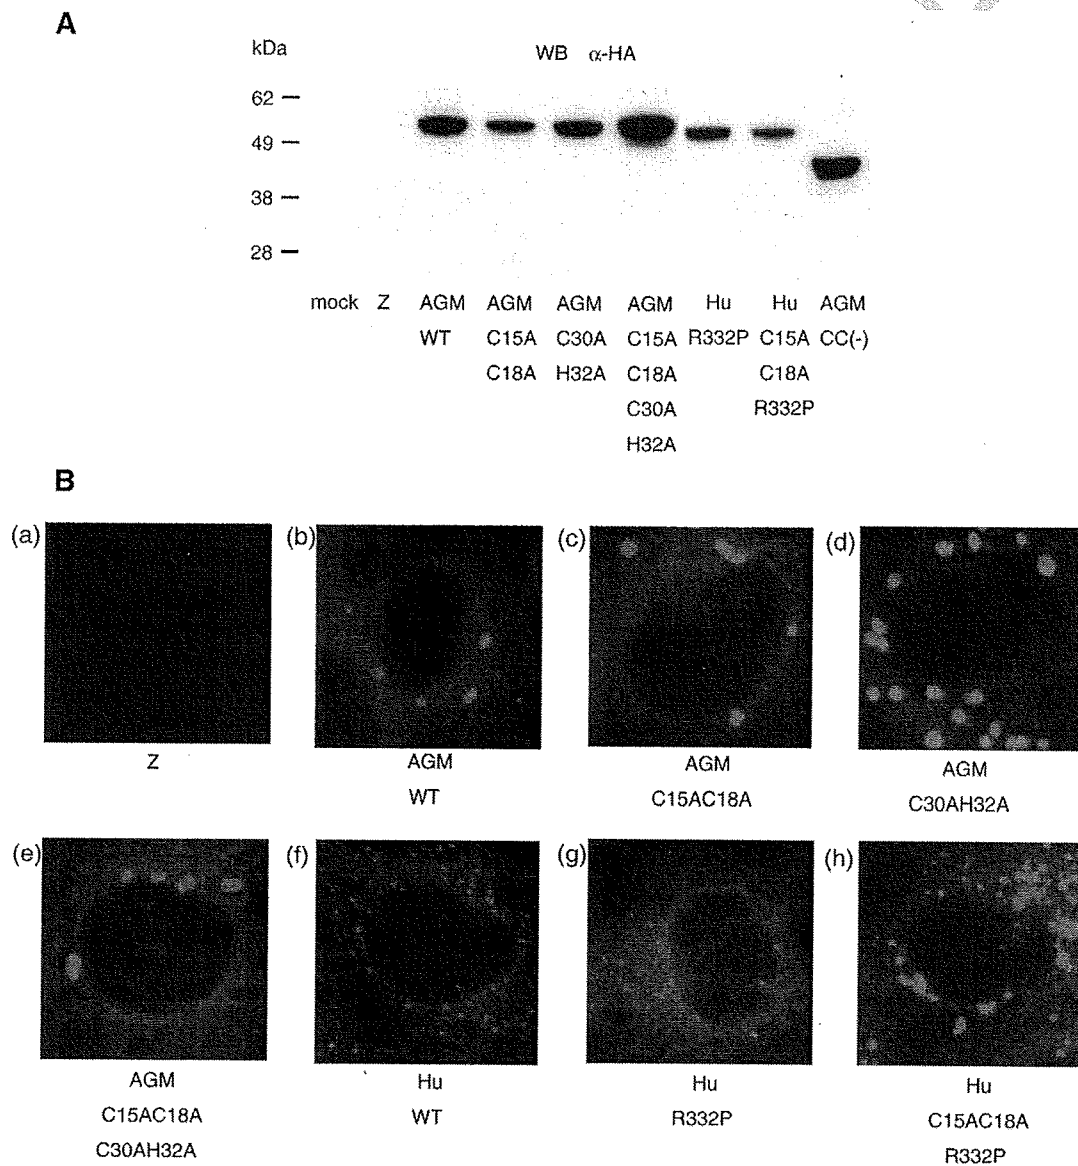 A
kDa
WB α-HA
62
49
38
28
mock Z AGM AGM AGM AGM Hu Hu AGM
WT C15A C30A C15A R332P C15A CC(-)
C18A H32A C18A C18A
C30A R332P
H32A
B
(a) (b) (c) (d)
Z AGM AGM AGM
WT C15AC18A C30AH32A
(e) (f) (g) (h)
AGM Hu Hu Hu
C15AC18A WT R332P C15AC18A
C30AH32A R332P